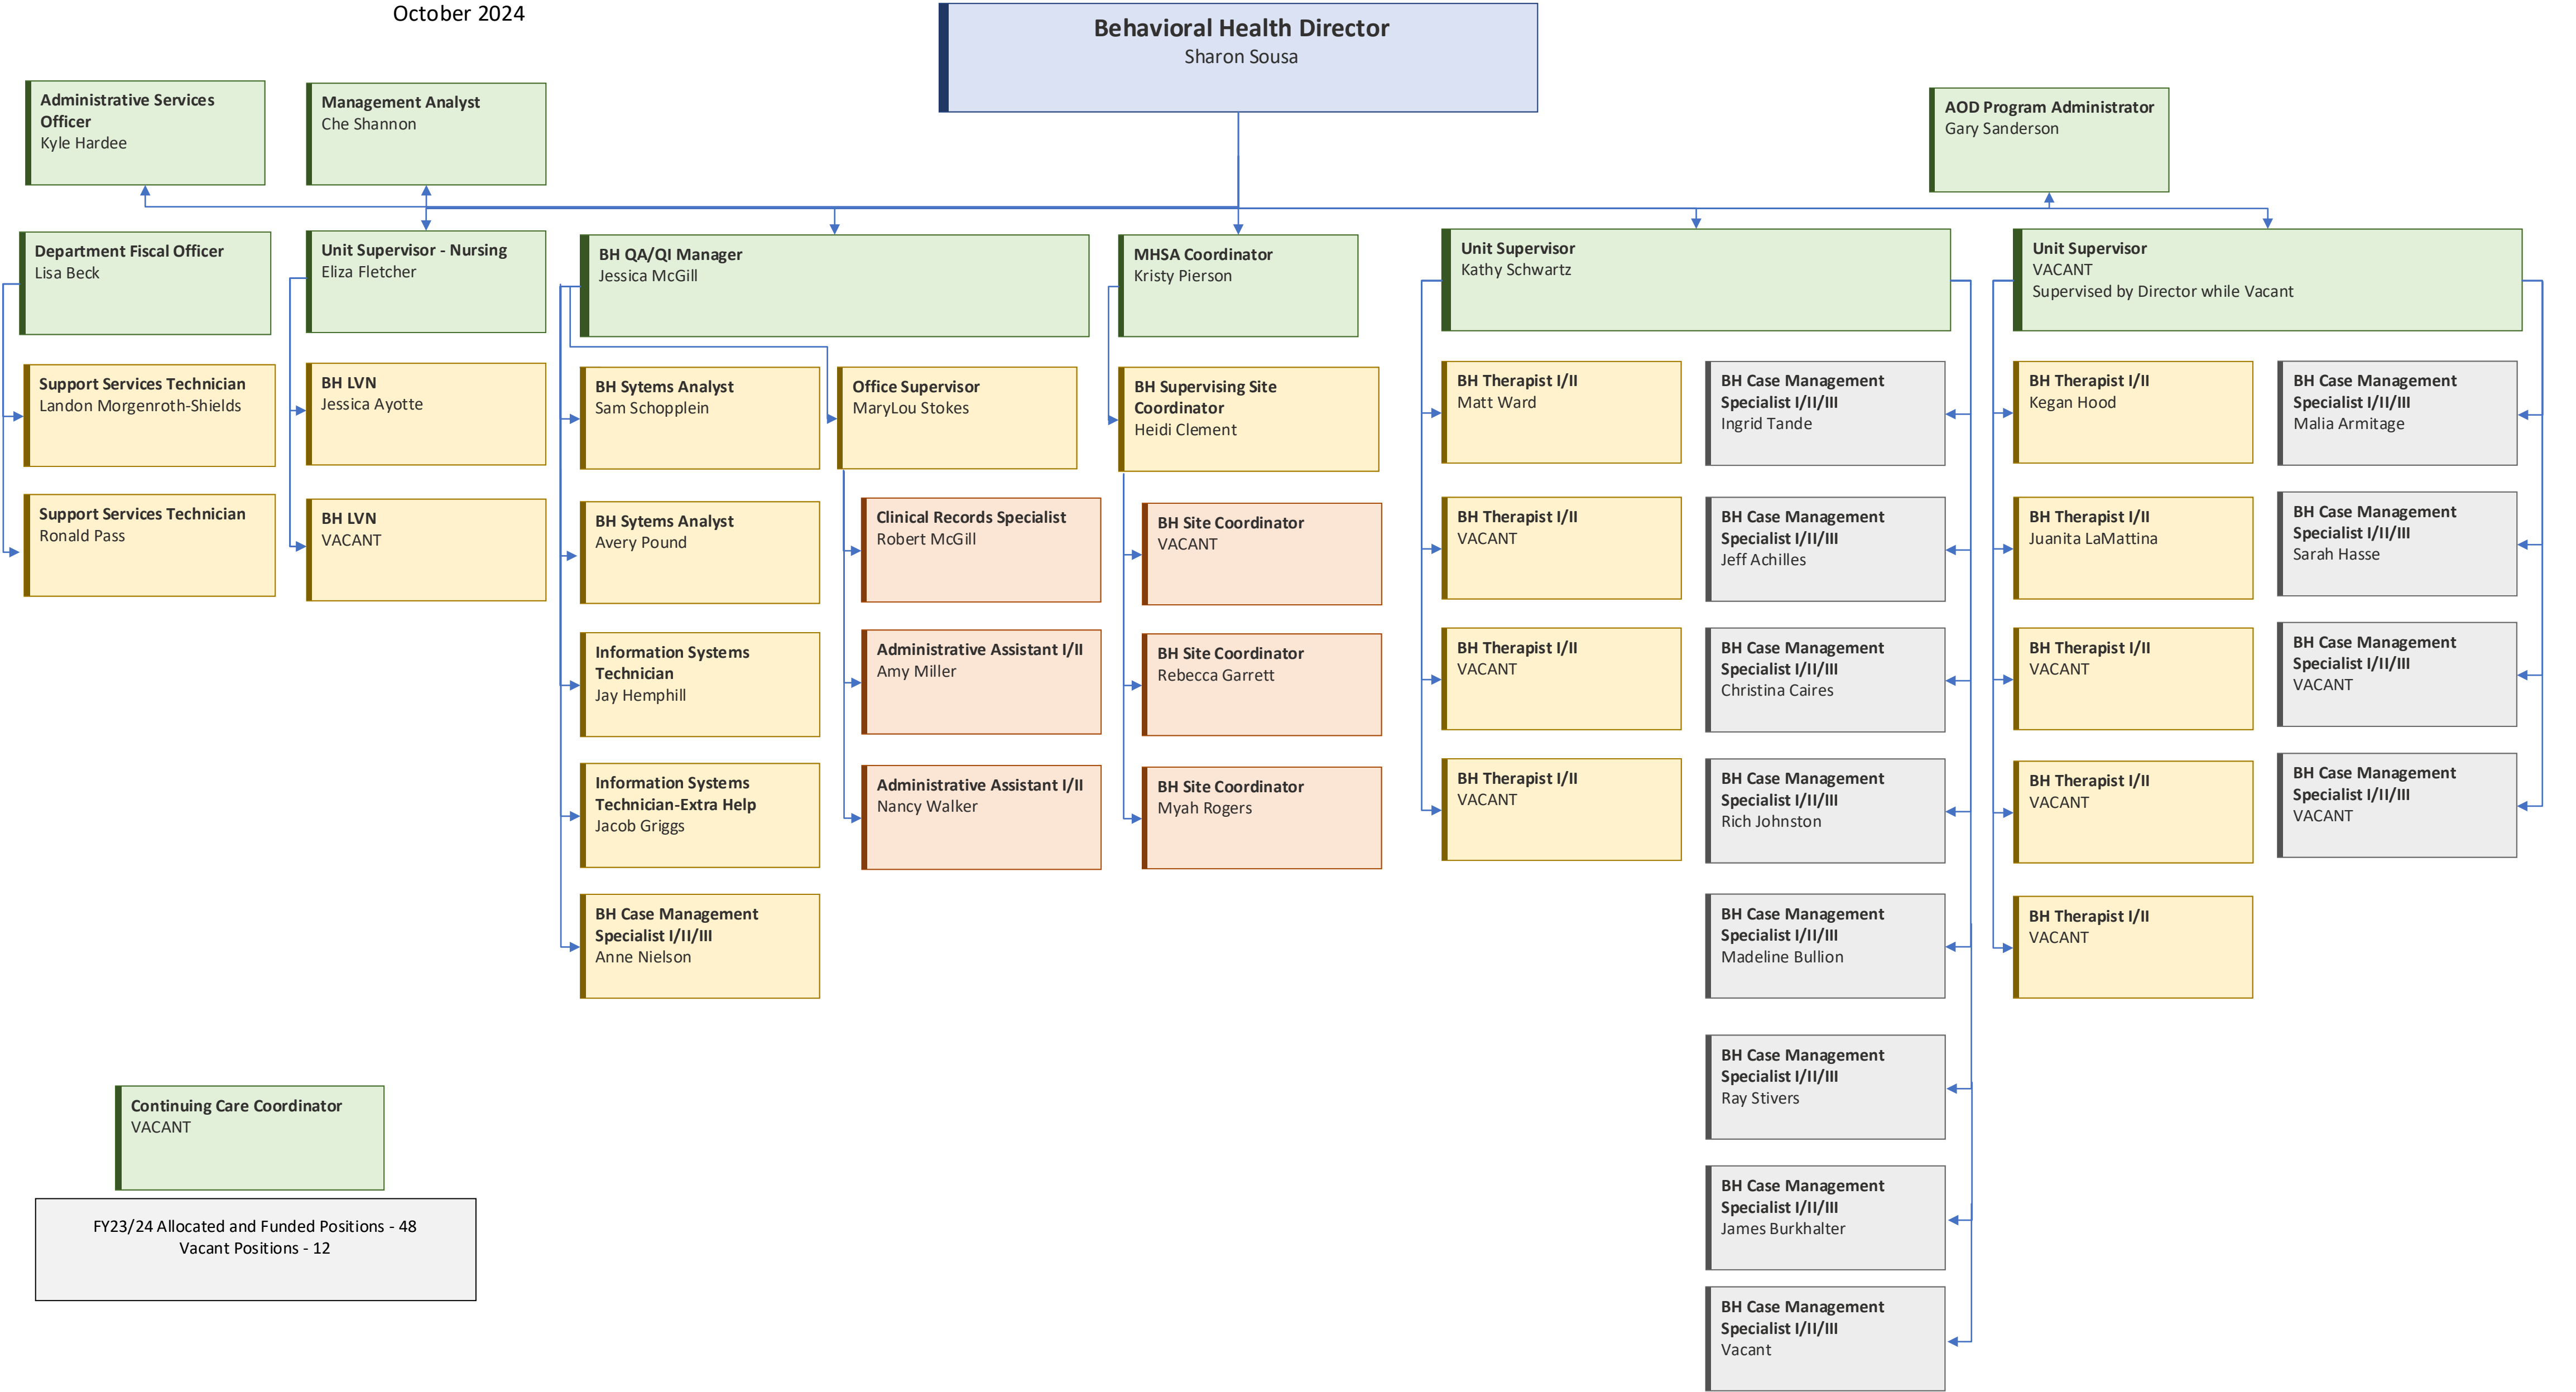 October 2024
Behavioral Health Director
Sharon Sousa
Administrative Services
Officer
Kyle Hardee
Management Analyst
Che Shannon
AOD Program Administrator
Gary Sanderson
Department Fiscal Officer
Lisa Beck
Support Services Technician
Landon Morgenroth-Shields
Support Services Technician
Ronald Pass
Unit Supervisor - Nursing
Eliza Fletcher
BH LVN
Jessica Ayotte
BH LVN
VACANT
BH QA/QI Manager
Jessica McGill
BH Sytems Analyst
Sam Schopplein
BH Sytems Analyst
Avery Pound
Information Systems
Technician
Jay Hemphill
Information Systems
Technician-Extra Help
Jacob Griggs
BH Case Management
Specialist I/II/III
Anne Nielson
Office Supervisor
MaryLou Stokes
Clinical Records Specialist
Robert McGill
Administrative Assistant I/II
Amy Miller
Administrative Assistant I/II
Nancy Walker
MHSA Coordinator
Kristy Pierson
BH Supervising Site
Coordinator
Heidi Clement
BH Site Coordinator
VACANT
BH Site Coordinator
Rebecca Garrett
BH Site Coordinator
Myah Rogers
Unit Supervisor
Kathy Schwartz
BH Therapist I/II
Matt Ward
BH Therapist I/II
VACANT
BH Therapist I/II
VACANT
BH Therapist I/II
VACANT
BH Case Management
Specialist I/II/III
Ingrid Tande
BH Case Management
Specialist I/II/III
Jeff Achilles
BH Case Management
Specialist I/II/III
Christina Caires
BH Case Management
Specialist I/II/III
Rich Johnston
BH Case Management
Specialist I/II/III
Madeline Bullion
BH Case Management
Specialist I/II/III
Ray Stivers
BH Case Management
Specialist I/II/III
James Burkhalter
BH Case Management
Specialist I/II/III
Vacant
Unit Supervisor
VACANT
Supervised by Director while Vacant
BH Therapist I/II
Kegan Hood
BH Therapist I/II
Juanita LaMattina
BH Therapist I/II
VACANT
BH Therapist I/II
VACANT
BH Therapist I/II
VACANT
BH Case Management
Specialist I/II/III
Malia Armitage
BH Case Management
Specialist I/II/III
Sarah Hasse
BH Case Management
Specialist I/II/III
VACANT
BH Case Management
Specialist I/II/III
VACANT
Continuing Care Coordinator
VACANT
FY23/24 Allocated and Funded Positions - 48
Vacant Positions - 12